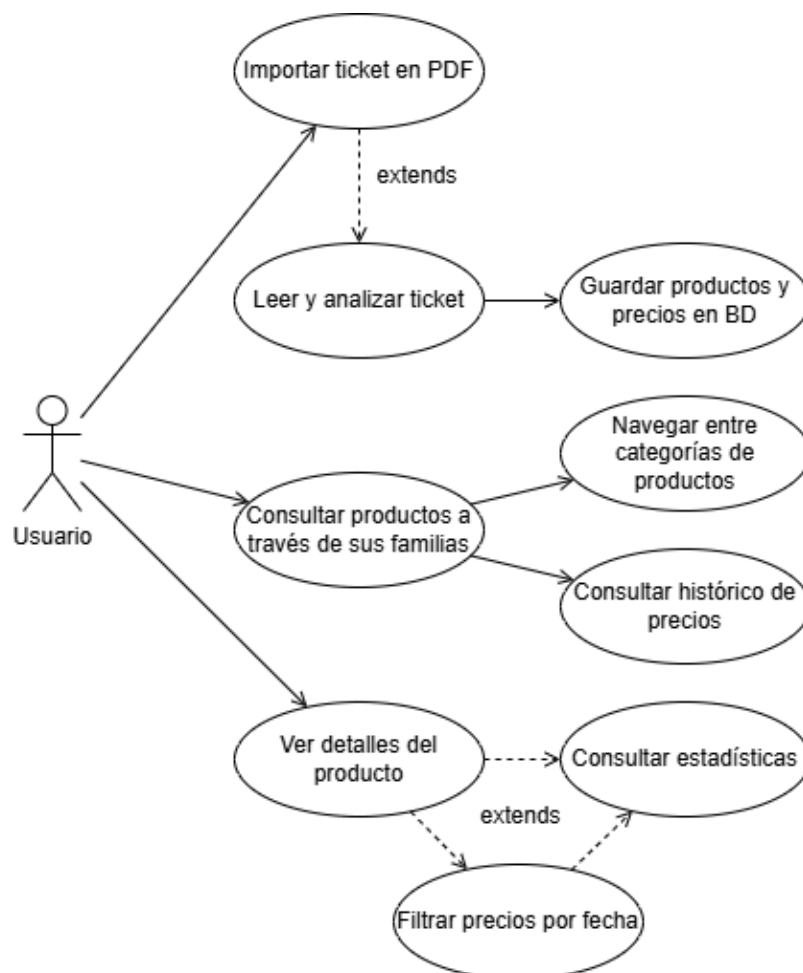 Importar ticket en PDF
extends
Leer y analizar ticket
Guardar productos y
precios en BD
Usuario
Navegar entre
categorías de
productos
Consultar productos a
través de sus familias
Consultar histórico de
precios
Ver detalles del
producto
Consultar estadísticas
extends
Filtrar precios por fecha